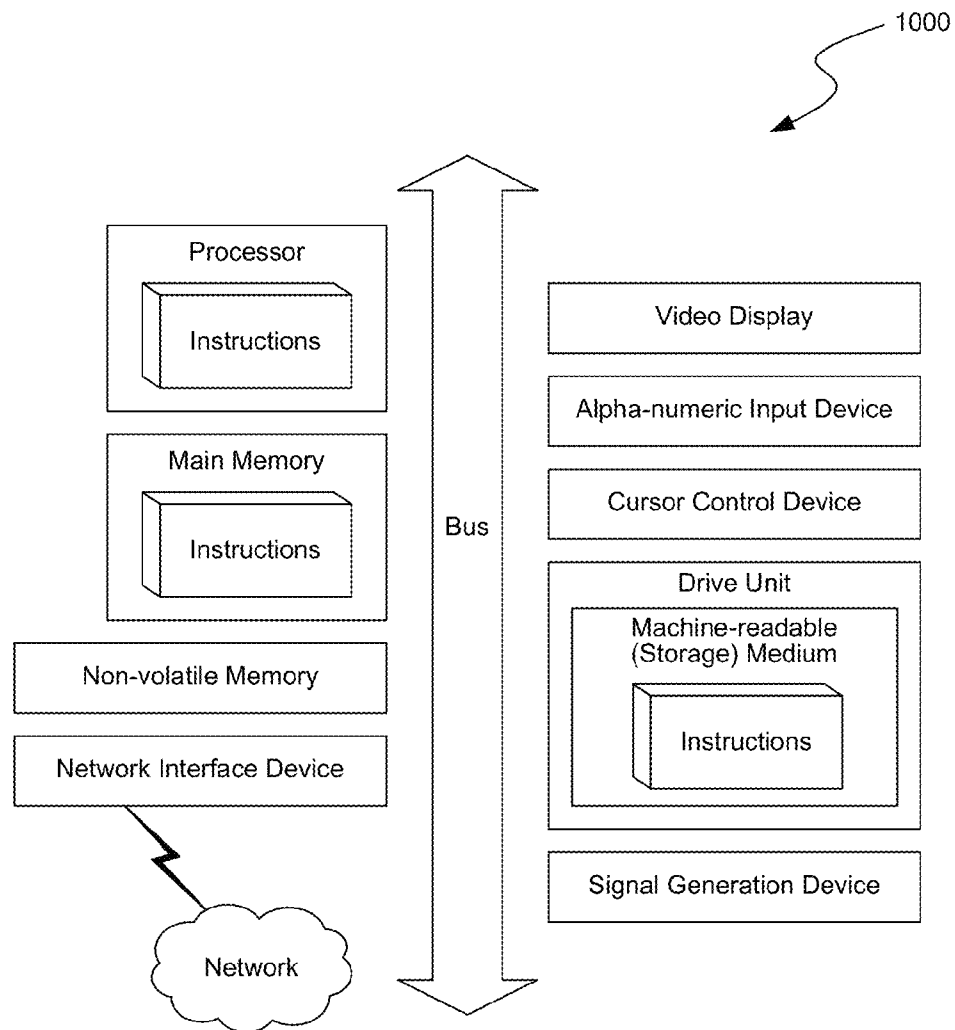 1000
Processor
Instructions
Main Memory
Instructions
Non-volatile Memory
Network Interface Device
Network
Bus
Video Display
Alpha-numeric Input Device
Cursor Control Device
Drive Unit
Machine-readable
(Storage) Medium
Instructions
Signal Generation Device